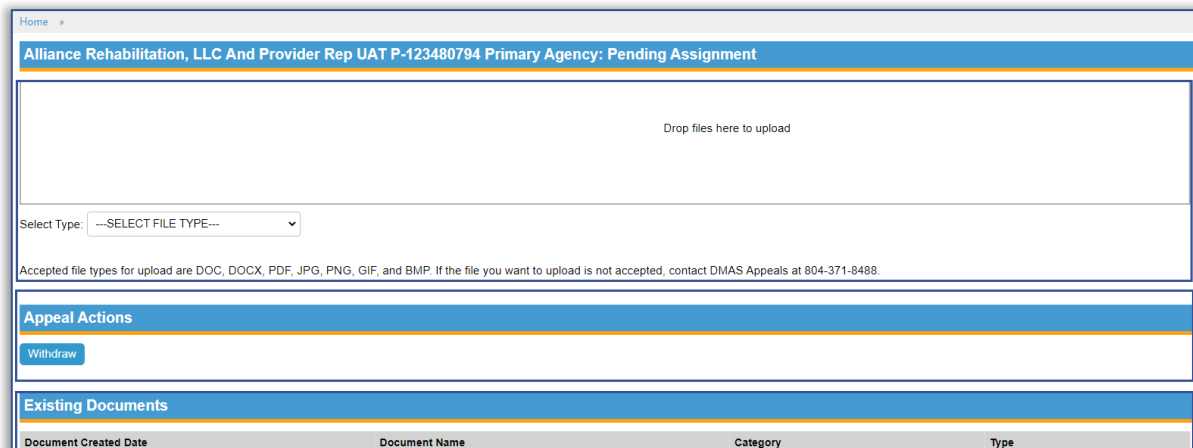 Home »
Alliance Rehabilitation, LLC And Provider Rep UAT P-123480794 Primary Agency: Pending Assignment
Drop files here to upload
Select Type: ---SELECT FILE TYPE---
Accepted file types for upload are DOC, DOCX, PDF, JPG, PNG, GIF, and BMP. If the file you want to upload is not accepted, contact DMAS Appeals at 804-371-8488.
Appeal Actions
Withdraw
Existing Documents
Document Created Date Document Name Category Type